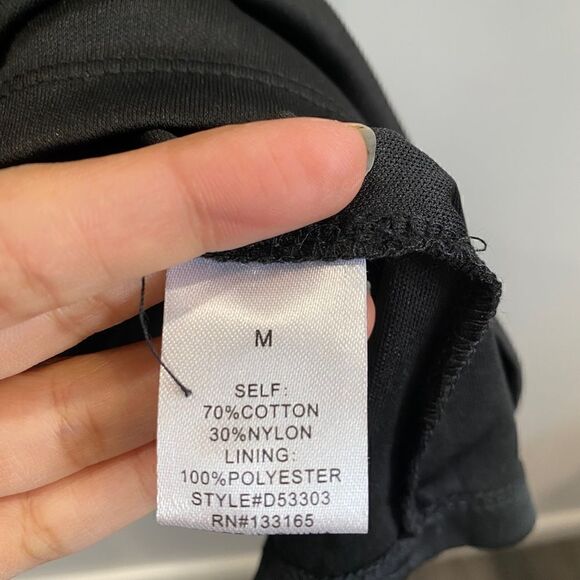 M
SELF:
70%COTTON
30%NYLON
LINING:
100%POLYESTER
STYLE#D53303
RN#133165